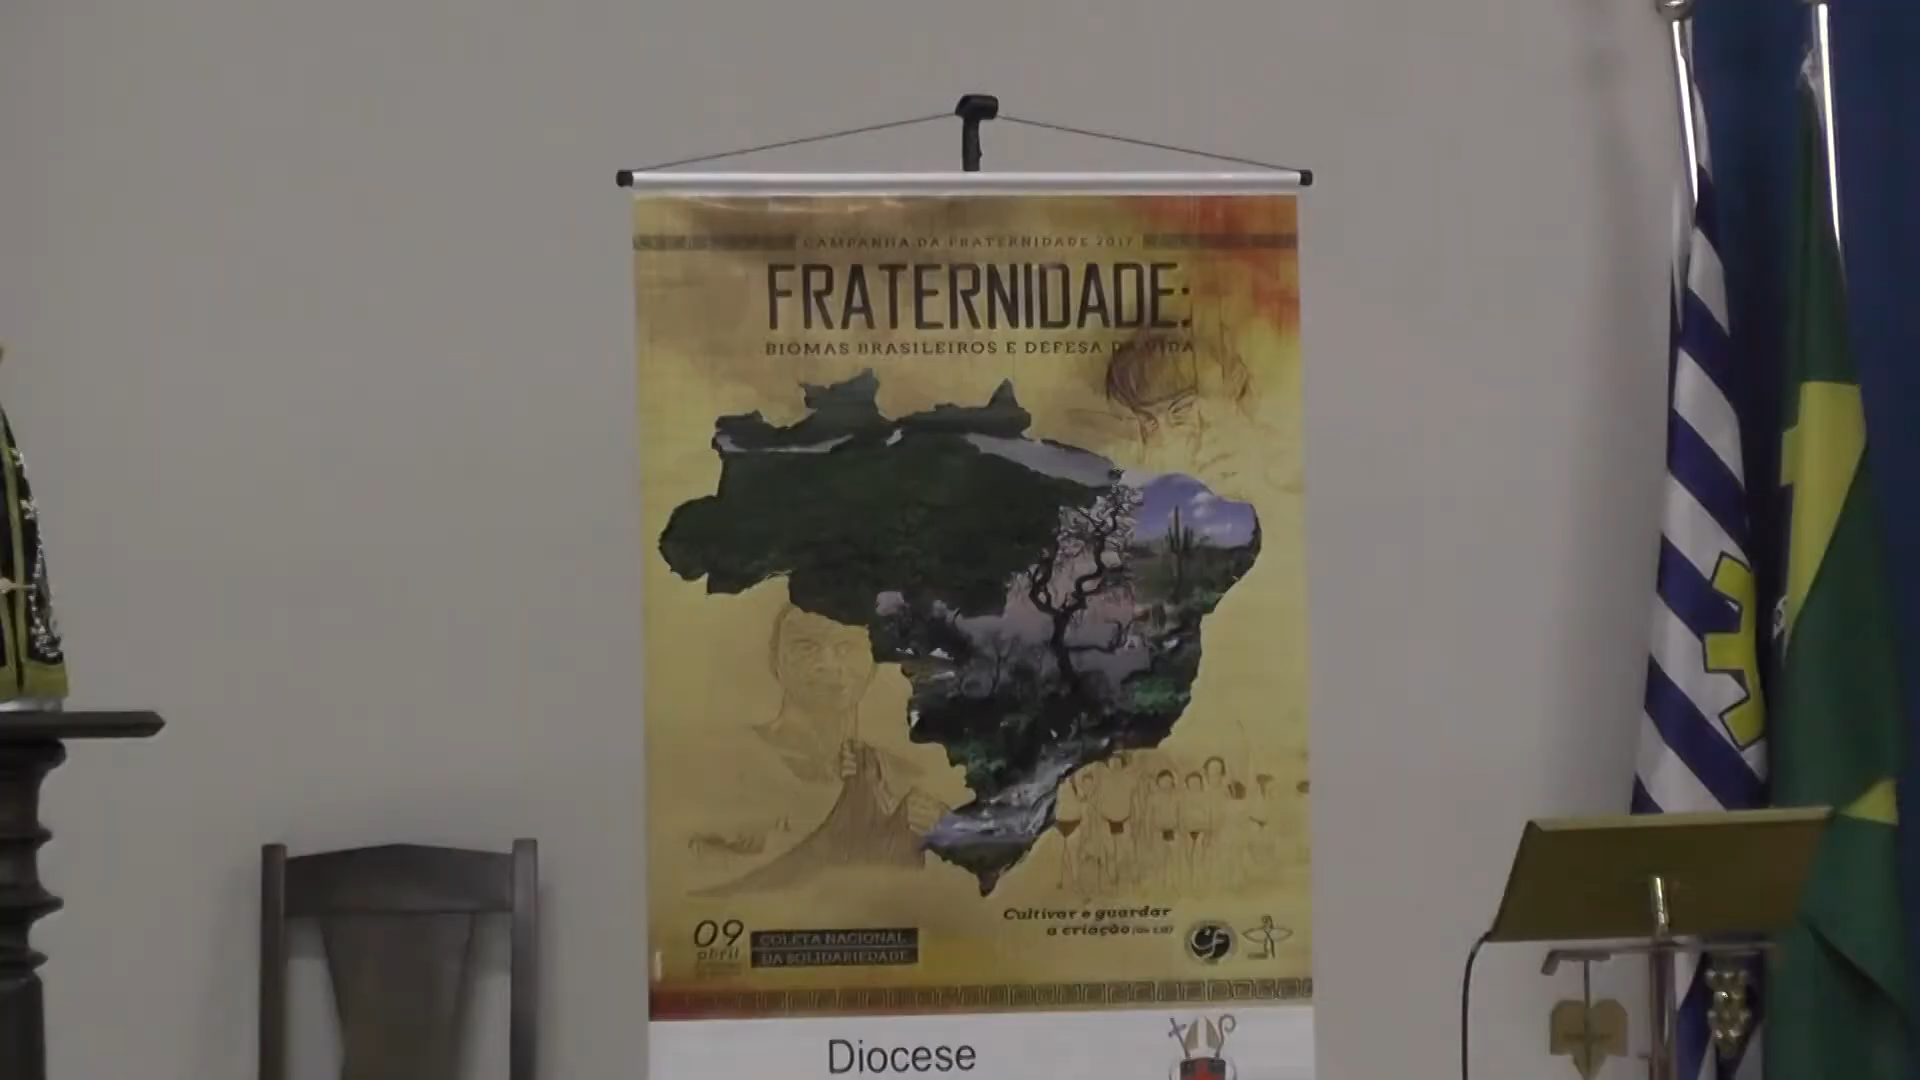 CAMPANHA DA FRATERNIDADE 2017
FRATERNIDADE:
BIOMAS BRASILEIROS E DEFESA DA VIDA
Cultivar e guardar
a criação
09
abril
COLETA NACIONAL
DA SOLIDARIEDADE
CF
Diocese